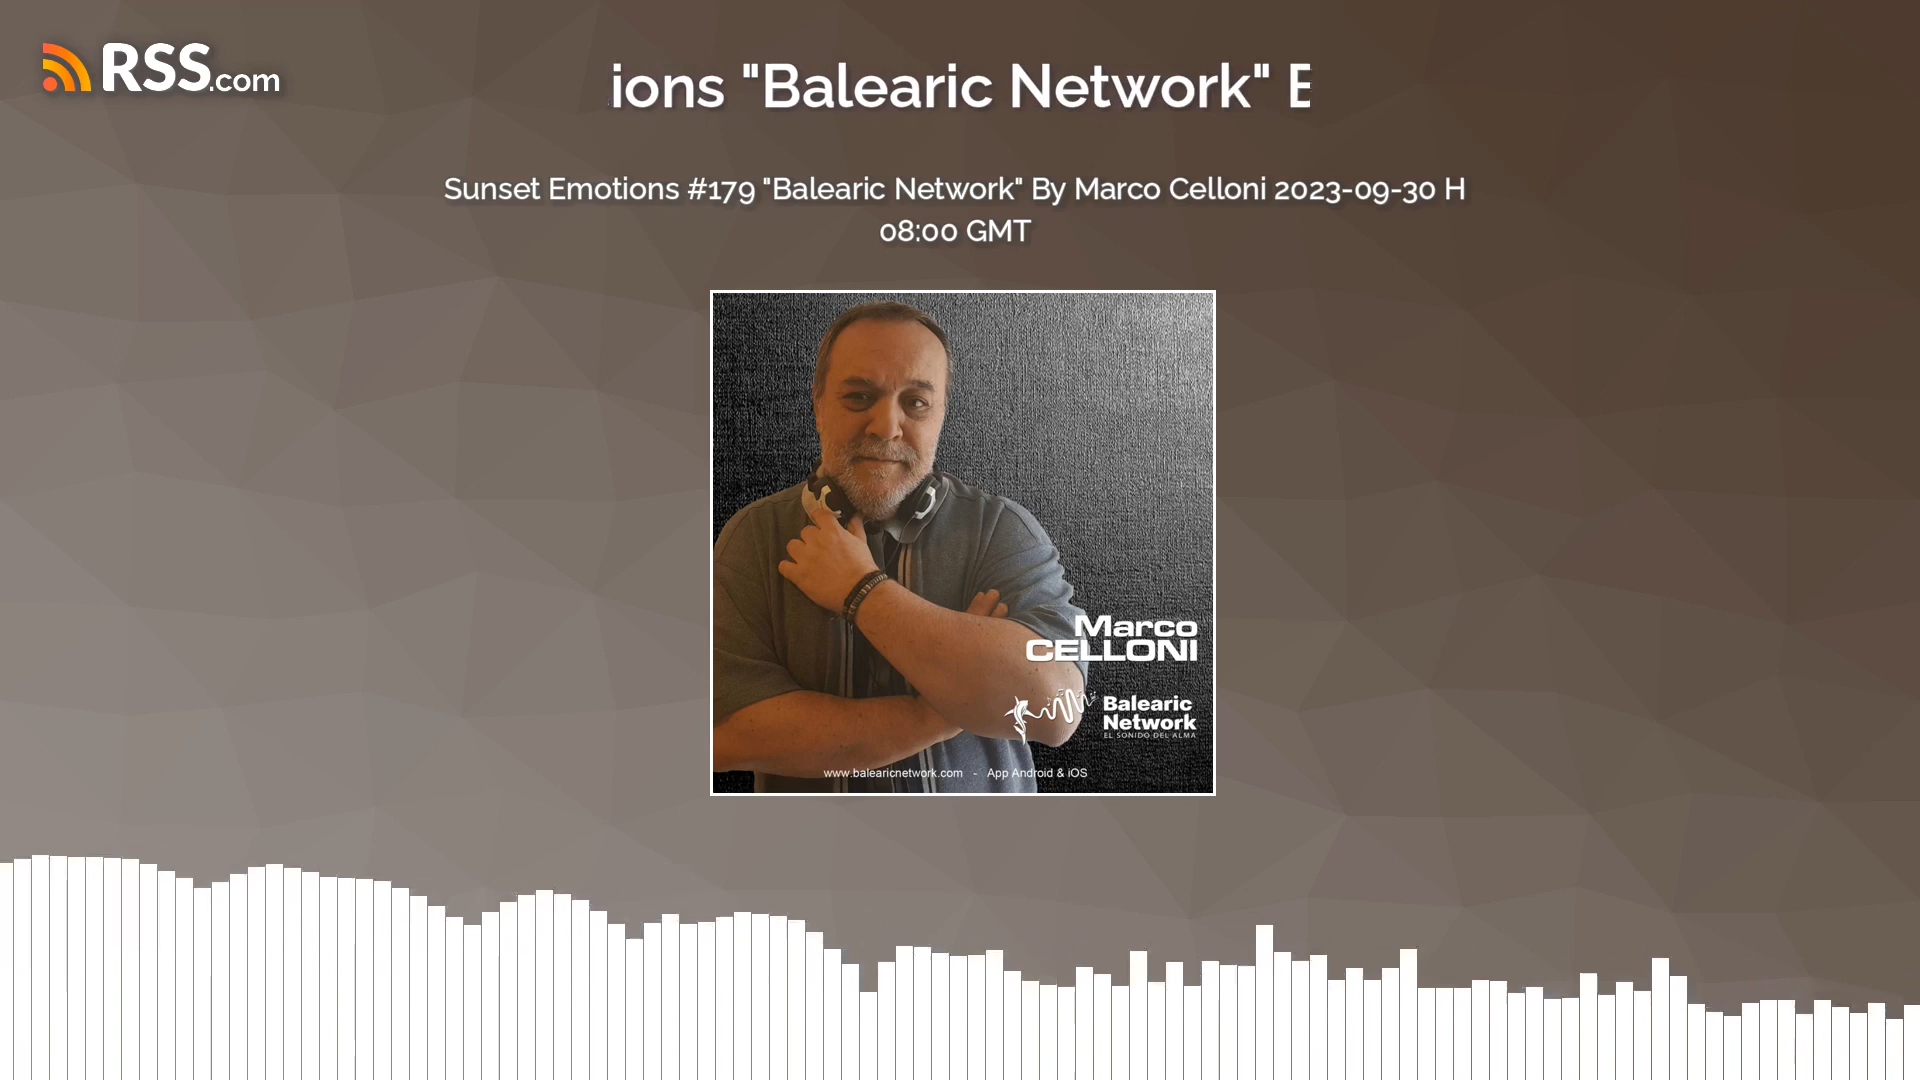 RSS.com
ions "Balearic Network" E
Sunset Emotions #179 "Balearic Network" By Marco Celloni 2023-09-30 H
08:00 GMT
Marco
CELLONI
Balearic
Network
EL SONIDO DEL ALMA
www.balearicnetwork.com - App Android & iOS